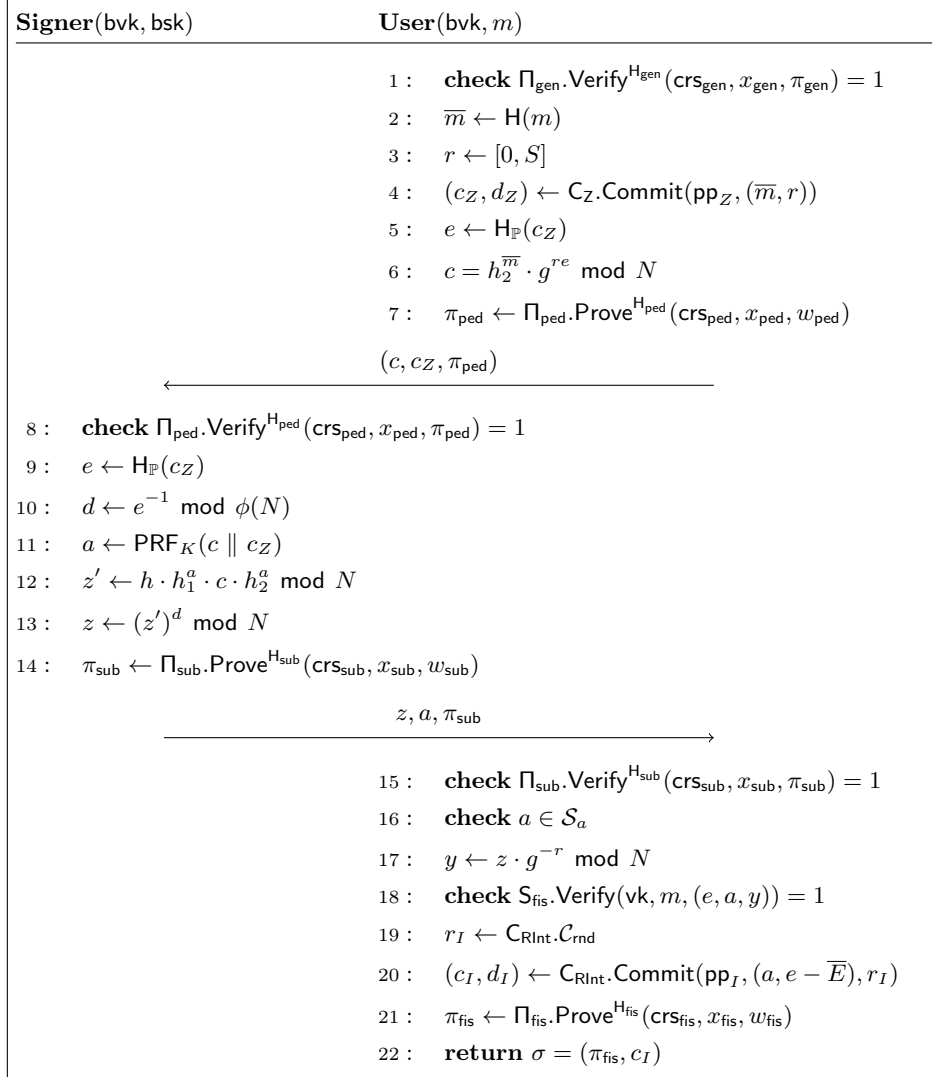 Signer(bvk, bsk) User(bvk, m)
1 : check Π_gen.Verify^{H_gen}(crs_gen, x_gen, π_gen) = 1
2 : m̅ ← H(m)
3 : r ← [0, S]
4 : (c_Z, d_Z) ← C_Z.Commit(pp_Z, (m̅, r))
5 : e ← H_ℙ(c_Z)
6 : c = h_2^{m̅} · g^{re} mod N
7 : π_ped ← Π_ped.Prove^{H_ped}(crs_ped, x_ped, w_ped)
(c, c_Z, π_ped)
8 : check Π_ped.Verify^{H_ped}(crs_ped, x_ped, π_ped) = 1
9 : e ← H_ℙ(c_Z)
10 : d ← e^{−1} mod ϕ(N)
11 : a ← PRF_K(c ∥ c_Z)
12 : z′ ← h · h_1^a · c · h_2^a mod N
13 : z ← (z′)^d mod N
14 : π_sub ← Π_sub.Prove^{H_sub}(crs_sub, x_sub, w_sub)
z, a, π_sub
15 : check Π_sub.Verify^{H_sub}(crs_sub, x_sub, π_sub) = 1
16 : check a ∈ 𝒮_a
17 : y ← z · g^{−r} mod N
18 : check S_fis.Verify(vk, m, (e, a, y)) = 1
19 : r_I ← C_RInt.𝒞_rnd
20 : (c_I, d_I) ← C_RInt.Commit(pp_I, (a, e − E̅), r_I)
21 : π_fis ← Π_fis.Prove^{H_fis}(crs_fis, x_fis, w_fis)
22 : return σ = (π_fis, c_I)